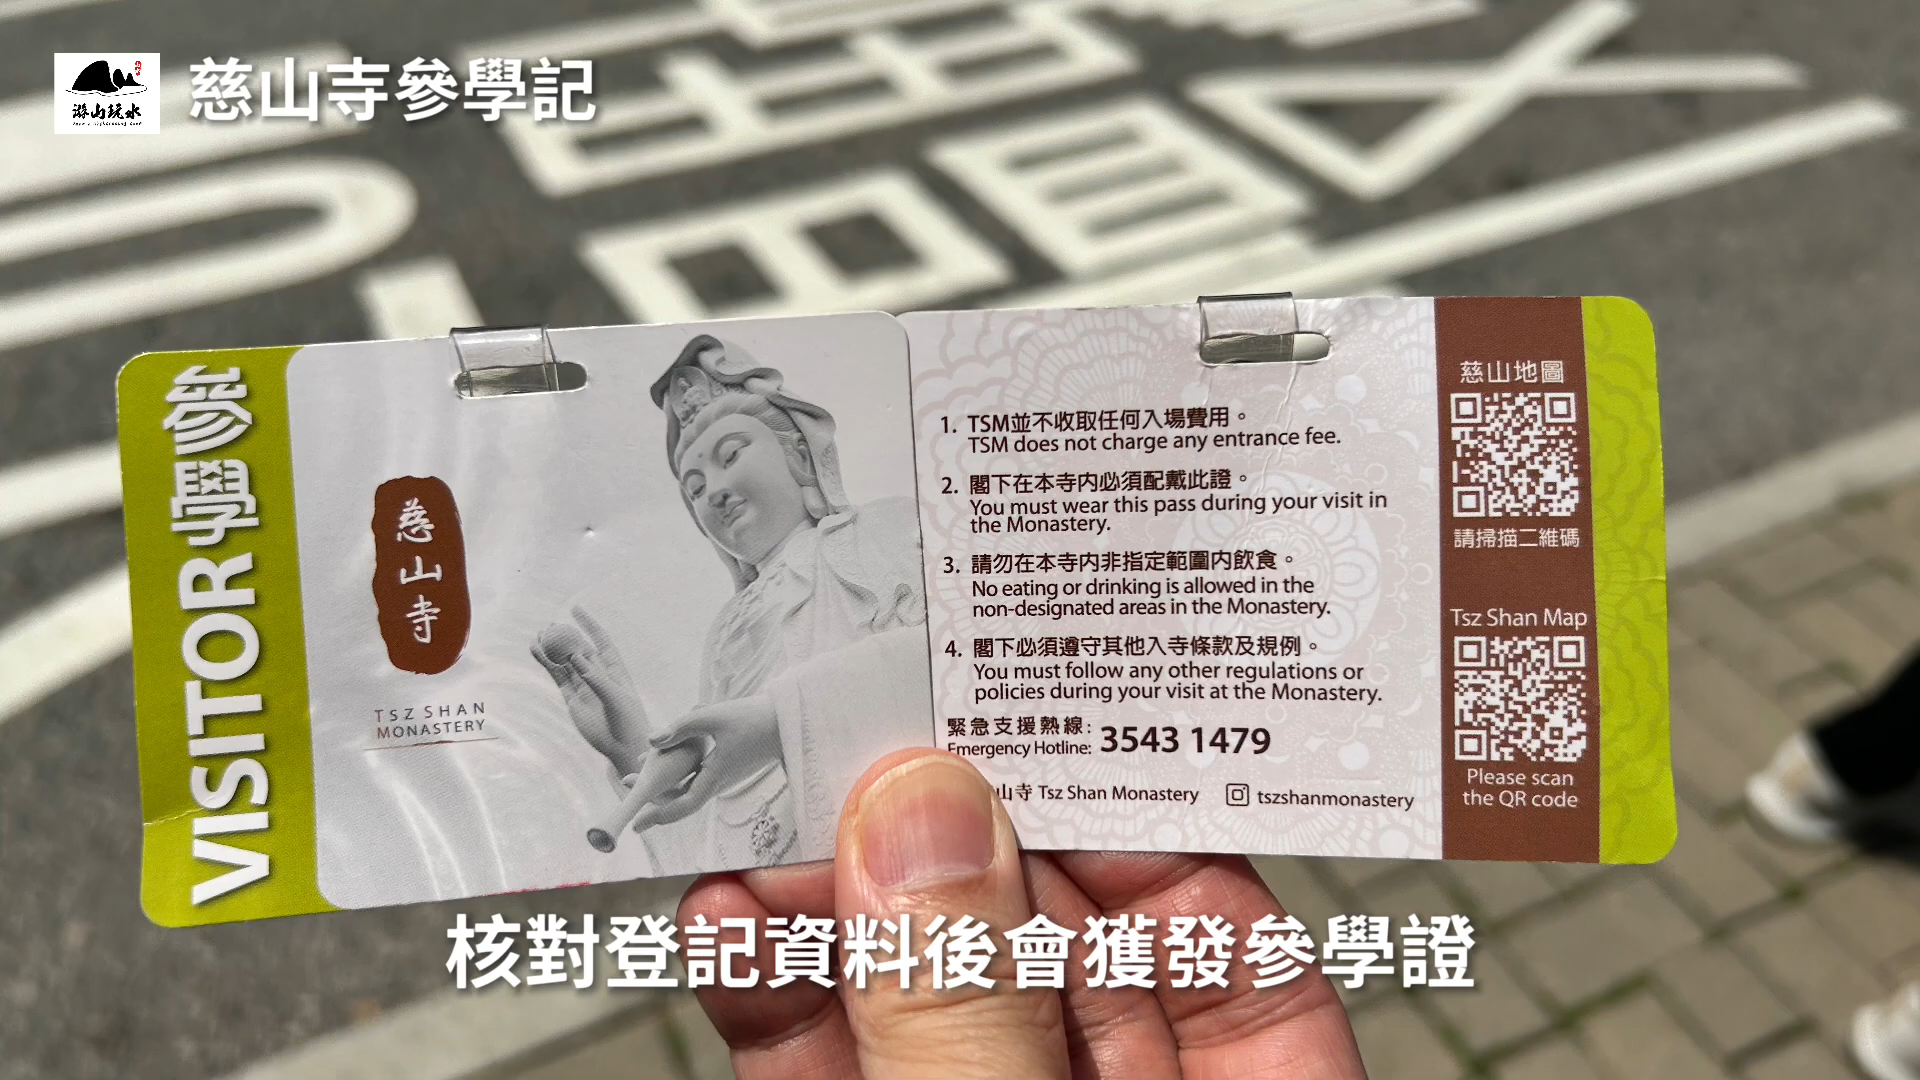 游山玩水
慈山寺參學記
VISITOR 參學
慈山寺
TSZ SHAN
MONASTERY
1. TSM並不收取任何入場費用。
TSM does not charge any entrance fee.
2. 閣下在本寺內必須配戴此證。
You must wear this pass during your visit in
the Monastery.
3. 請勿在本寺內非指定範圍內飲食。
No eating or drinking is allowed in the
non-designated areas in the Monastery.
4. 閣下必須遵守其他入寺條款及規例。
You must follow any other regulations or
policies during your visit at the Monastery.
緊急支援熱線:
Emergency Hotline: 3543 1479
山寺 Tsz Shan Monastery
tszshanmonastery
慈山地圖
請掃描二維碼
Tsz Shan Map
Please scan
the QR code
核對登記資料後會獲發參學證